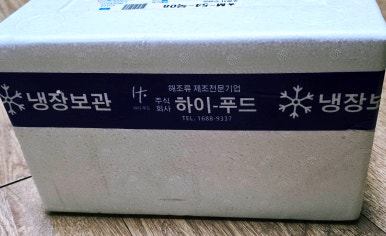 냉장보관
H.
해조류 제조전문기업
주식회사 하이-푸드
TEL. 1688-9337
냉장보관